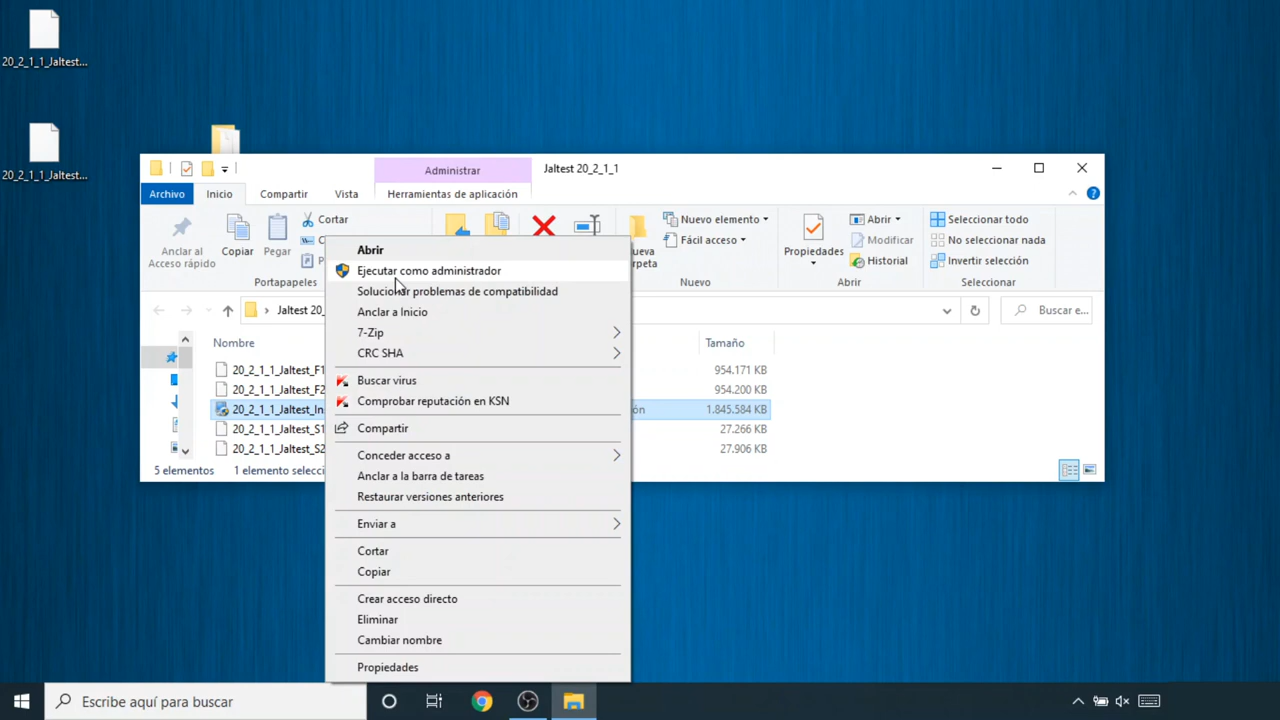 20_2_1_1_Jaltest...
20_2_1_1_Jaltest...
Administrar
Jaltest 20_2_1_1
Archivo
Inicio
Compartir
Vista
Herramientas de aplicación
Anclar al
Acceso rápido
Copiar
Pegar
Cortar
Portapapeles
Nuevo elemento
Fácil acceso
Nuevo
Propiedades
Abrir
Modificar
Historial
Abrir
Seleccionar todo
No seleccionar nada
Invertir selección
Seleccionar
Jaltest 20_
Buscar e...
Nombre
Tamaño
20_2_1_1_Jaltest_F1
954.171 KB
20_2_1_1_Jaltest_F2
954.200 KB
20_2_1_1_Jaltest_In
1.845.584 KB
20_2_1_1_Jaltest_S1
27.266 KB
20_2_1_1_Jaltest_S2
27.906 KB
5 elementos
1 elemento selecci
Abrir
Ejecutar como administrador
Solucionar problemas de compatibilidad
Anclar a Inicio
7-Zip
CRC SHA
Buscar virus
Comprobar reputación en KSN
Compartir
Conceder acceso a
Anclar a la barra de tareas
Restaurar versiones anteriores
Enviar a
Cortar
Copiar
Crear acceso directo
Eliminar
Cambiar nombre
Propiedades
Escribe aquí para buscar